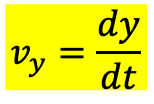 v_y = dy/dt